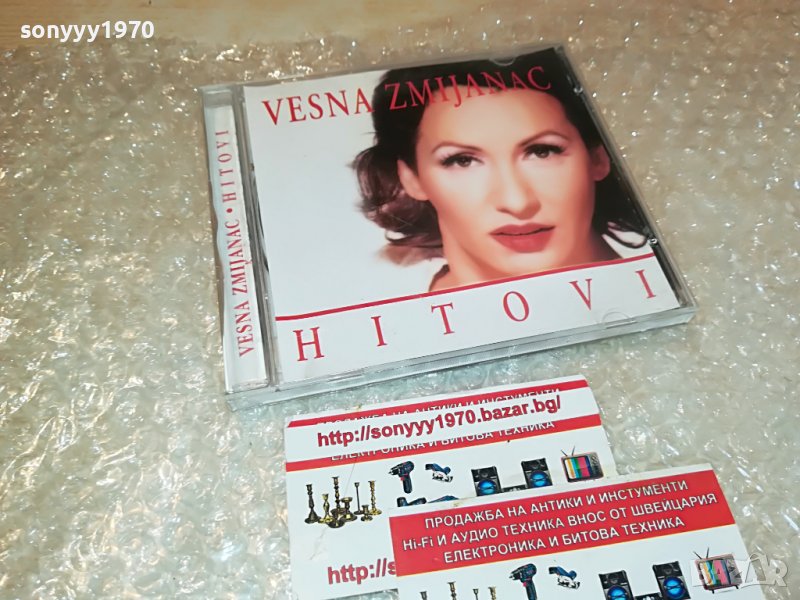 sonyyy1970
VESNA ZMIJANAC
HITOVI
VESNA ZMIJANAC • HITOVI
ПРОДАЖБА НА АНТИКИ И ИНСТУМЕНТИ
http://sonyyy1970.bazar.bg/
ЕЛЕКТРОНИКА И БИТОВА ТЕХНИКА
ПРОДАЖБА НА АНТИКИ И ИНСТУМЕНТИ
Hi-Fi И АУДИО ТЕХНИКА ВНОС ОТ ШВЕЙЦАРИЯ
ЕЛЕКТРОНИКА И БИТОВА ТЕХНИКА
http://s
BAZAR